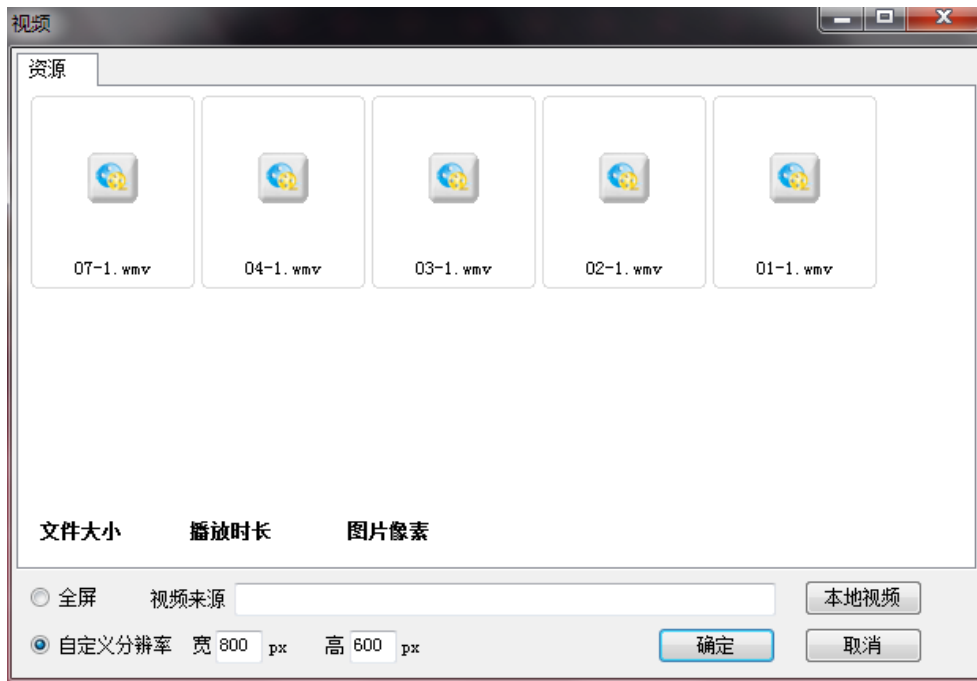 视频
资源
07-1.wmv 04-1.wmv 03-1.wmv 02-1.wmv 01-1.wmv
文件大小 播放时长 图片像素
全屏 视频来源 本地视频
自定义分辨率 宽 800 px 高 600 px 确定 取消